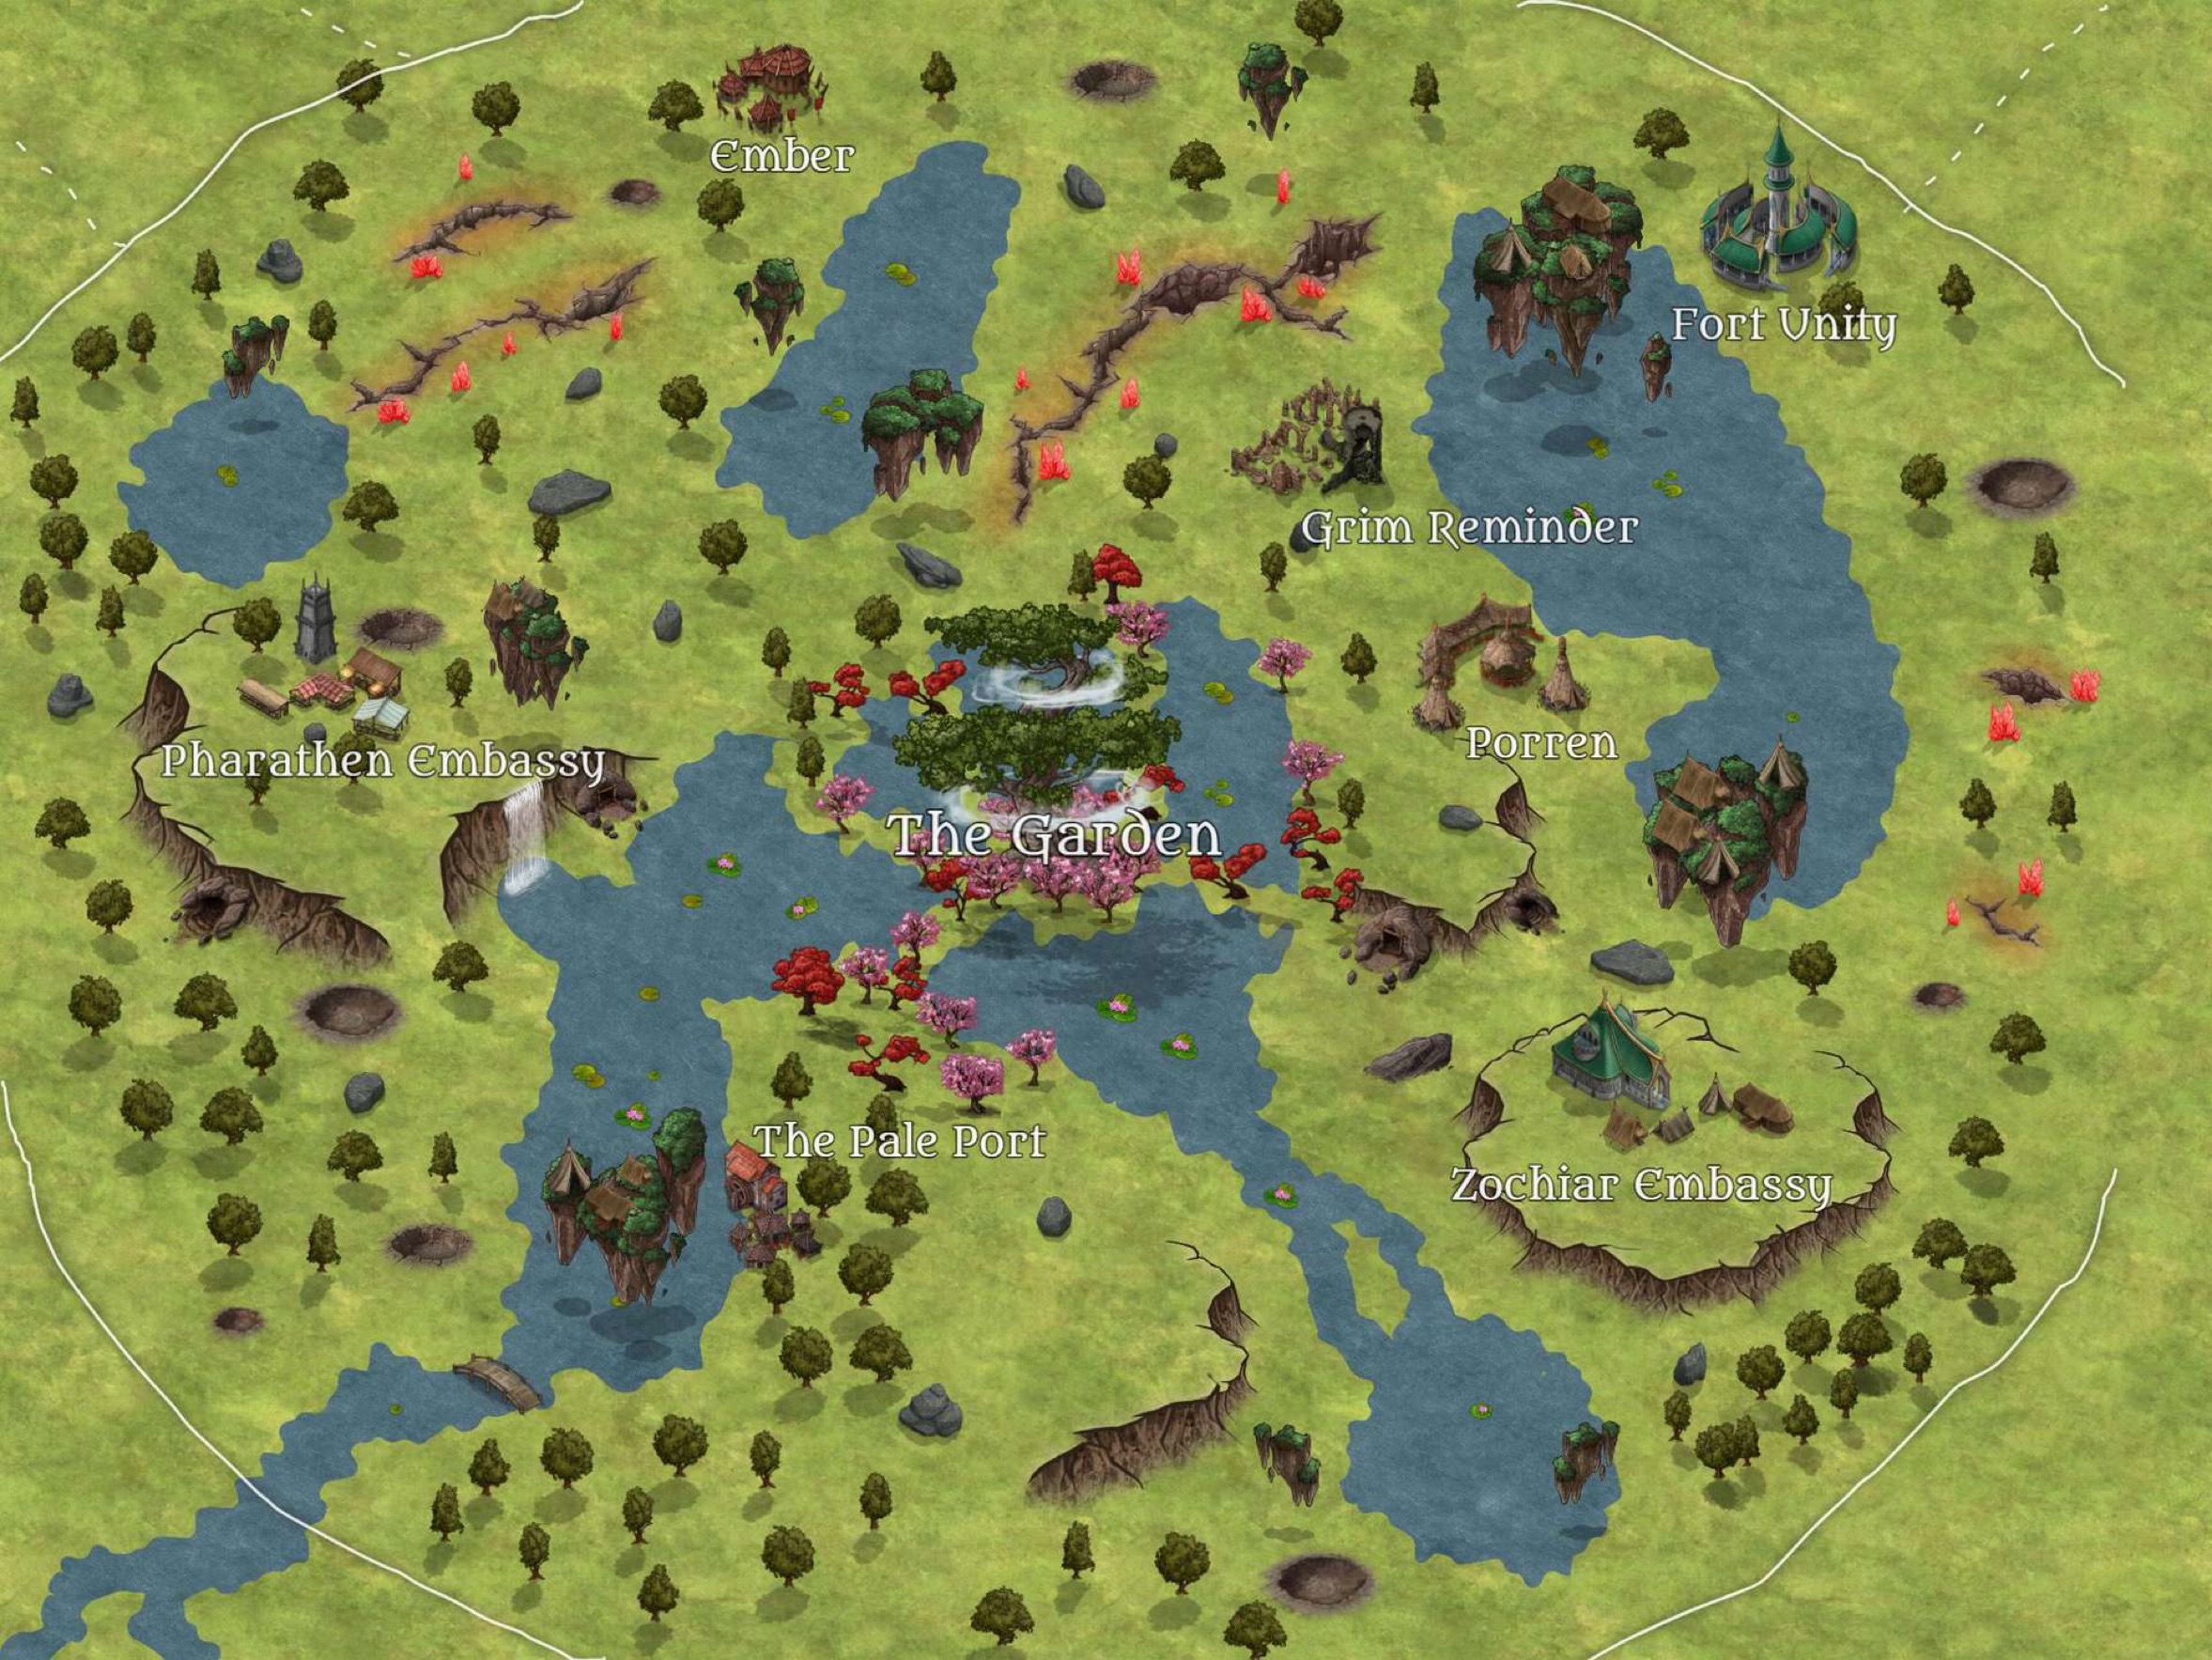 Ember
Fort Unity
Grim Reminder
Porren
Pharathen Embassy
The Garden
The Pale Port
Zochiar Embassy